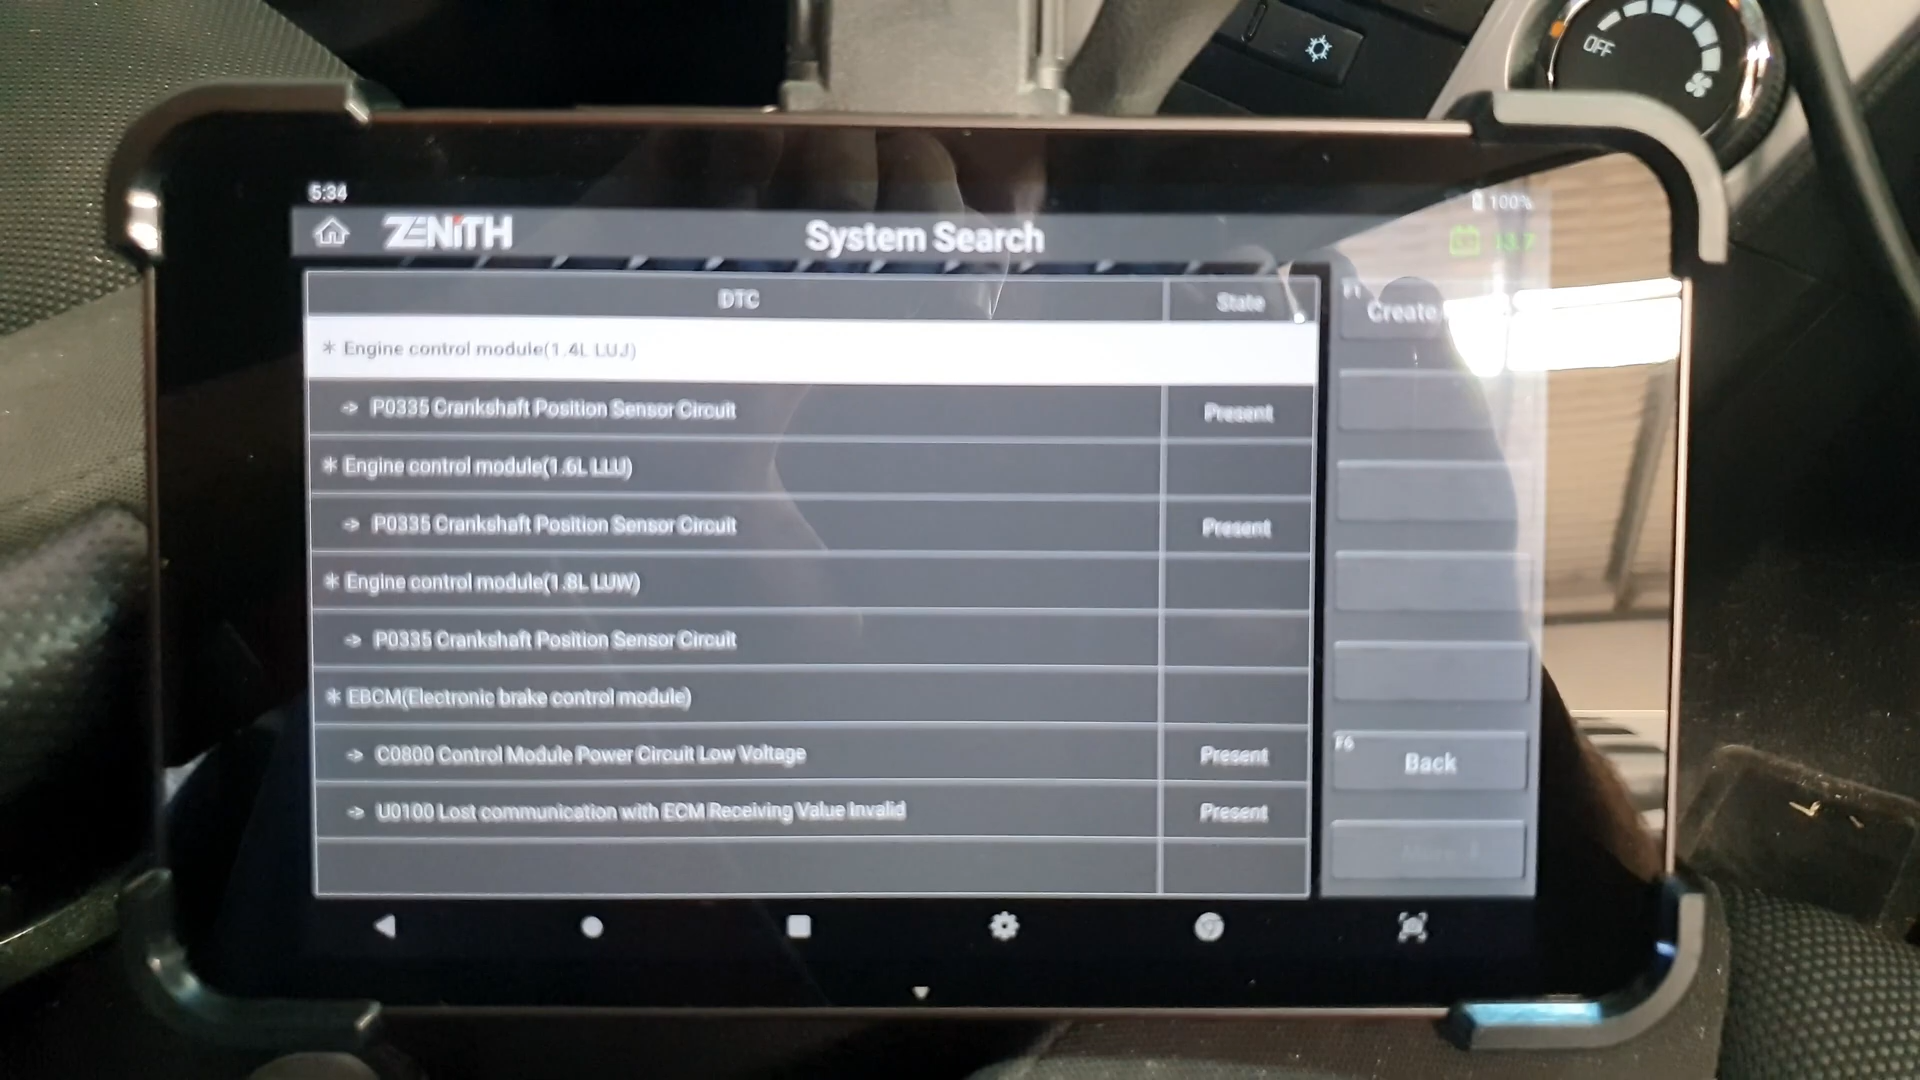 OFF
5:34
100%
ZENITH
System Search
13.7
DTC
State
F1
Create
* Engine control module(1.4L LUJ)
-> P0335 Crankshaft Position Sensor Circuit
Present
* Engine control module(1.6L LLU)
-> P0335 Crankshaft Position Sensor Circuit
Present
* Engine control module(1.8L LUW)
-> P0335 Crankshaft Position Sensor Circuit
* EBCM(Electronic brake control module)
-> C0800 Control Module Power Circuit Low Voltage
Present
F6
Back
-> U0100 Lost communication with ECM Receiving Value Invalid
Present